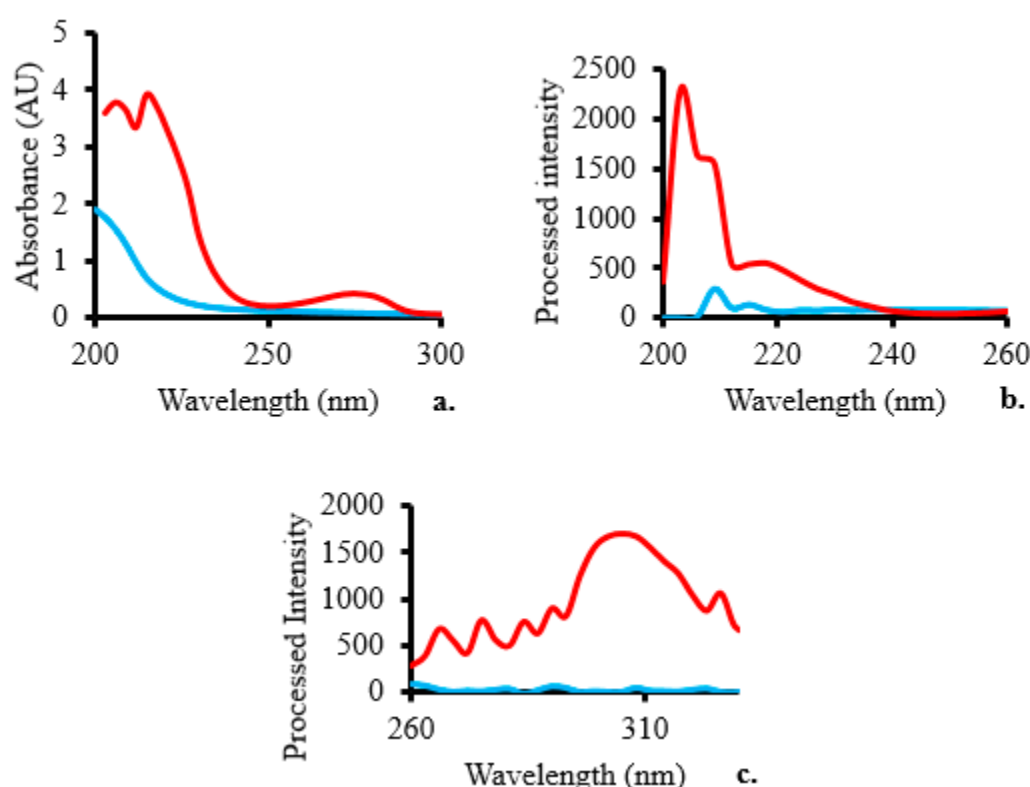 5
4
3
2
1
0
Absorbance (AU)
200
250
300
Wavelength (nm)
a.
2500
2000
1500
1000
500
0
Processed intensity
200
220
240
260
Wavelength (nm)
b.
2000
1500
1000
500
0
Processed Intensity
260
310
Wavelength (nm)
c.